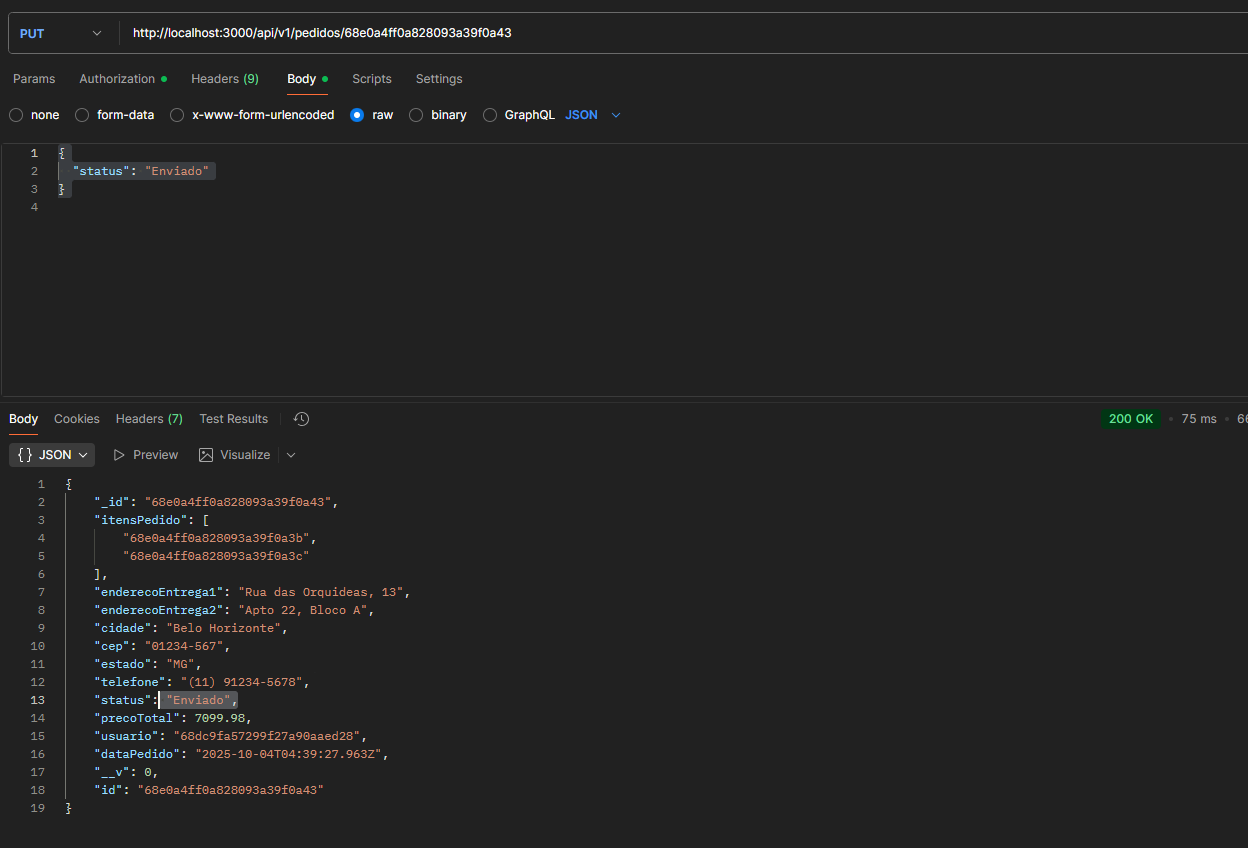 PUT http://localhost:3000/api/v1/pedidos/68e0a4ff0a828093a39f0a43
Params Authorization Headers (9) Body Scripts Settings
none form-data x-www-form-urlencoded raw binary GraphQL JSON
1 {
2 "status": "Enviado"
3 }
4
Body Cookies Headers (7) Test Results 200 OK • 75 ms •
{} JSON Preview Visualize
1 {
2 "_id": "68e0a4ff0a828093a39f0a43",
3 "itensPedido": [
4 "68e0a4ff0a828093a39f0a3b",
5 "68e0a4ff0a828093a39f0a3c"
6 ],
7 "enderecoEntrega1": "Rua das Orquideas, 13",
8 "enderecoEntrega2": "Apto 22, Bloco A",
9 "cidade": "Belo Horizonte",
10 "cep": "01234-567",
11 "estado": "MG",
12 "telefone": "(11) 91234-5678",
13 "status": "Enviado",
14 "precoTotal": 7099.98,
15 "usuario": "68dc9fa57299f27a90aaed28",
16 "dataPedido": "2025-10-04T04:39:27.963Z",
17 "__v": 0,
18 "id": "68e0a4ff0a828093a39f0a43"
19 }